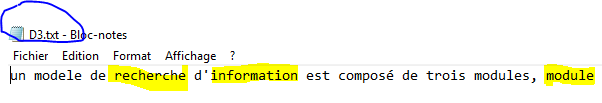 D3.txt - Bloc-notes
Fichier Edition Format Affichage ?
un modele de recherche d'information est composé de trois modules, module